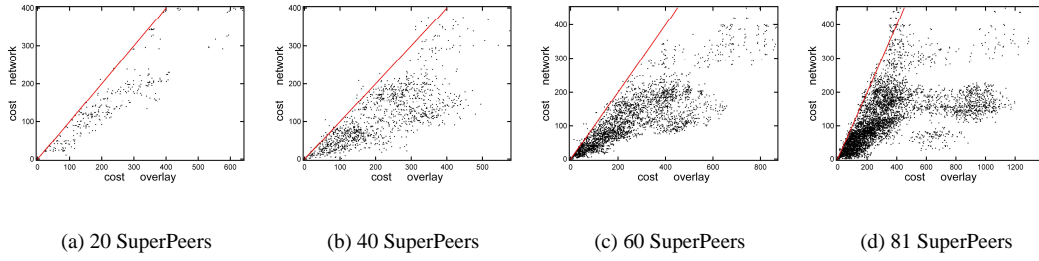 400
300
200
100
0
cost network
0 100 200 300 400 500 600
cost overlay
(a) 20 SuperPeers
400
300
200
100
0
cost network
0 100 200 300 400 500
cost overlay
(b) 40 SuperPeers
400
300
200
100
0
cost network
0 200 400 600 800
cost overlay
(c) 60 SuperPeers
400
300
200
100
0
cost network
0 200 400 600 800 1000 1200
cost overlay
(d) 81 SuperPeers